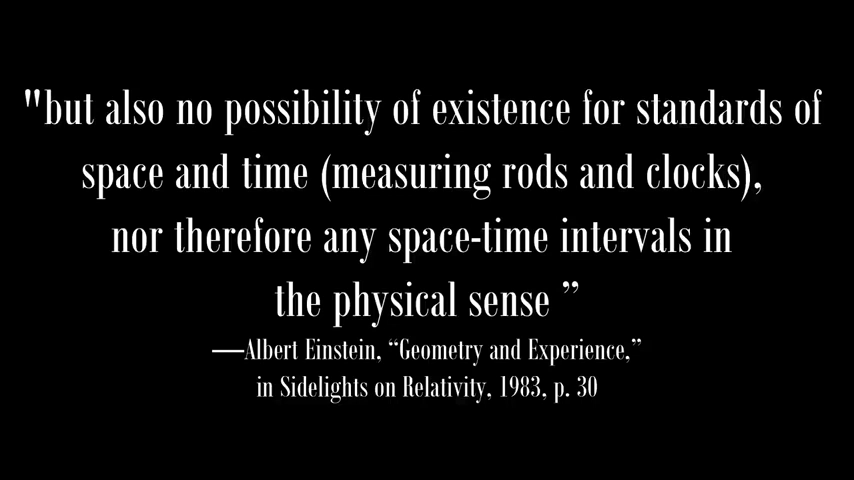 "but also no possibility of existence for standards of
space and time (measuring rods and clocks),
nor therefore any space-time intervals in
the physical sense ”
—Albert Einstein, “Geometry and Experience,”
in Sidelights on Relativity, 1983, p. 30